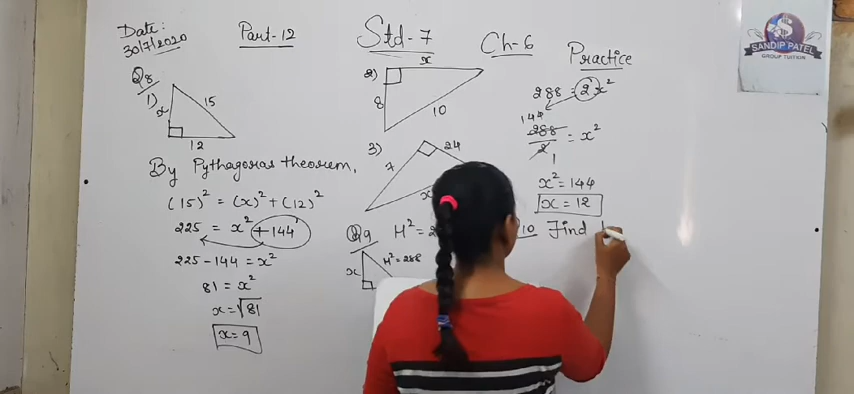 Date:
30/7/2020
Part-12
Std-7
Ch-6
Practice
SANDIP PATEL
GROUP TUITION
Q8
1)
x
15
12
By Pythagoras theorem,
(15)² = (x)² + (12)²
225 = x² + 144
225 - 144 = x²
81 = x²
x = √81
x = 9
2)
x
8
10
3)
7
24
x
Q9
H² = 2
x
H² = 288
288 = 2x²
144
288/2 = x²
1
x² = 144
x = 12
10 Find